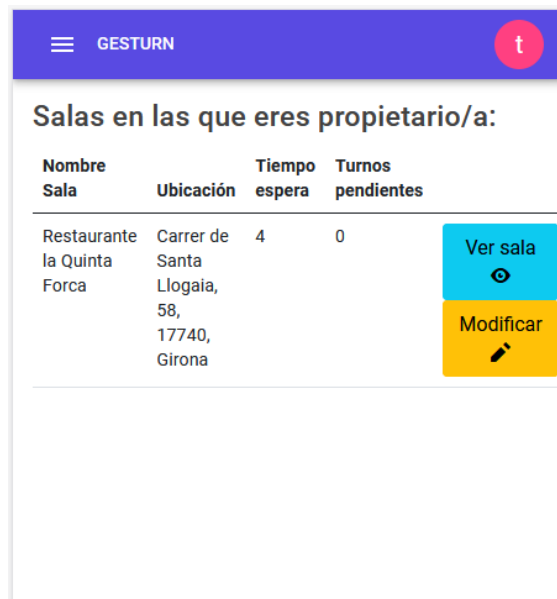 GESTURN
t
Salas en las que eres propietario/a:
Nombre Sala Ubicación Tiempo espera Turnos pendientes
Restaurante la Quinta Forca
Carrer de Santa Llogaia, 58, 17740, Girona
4
0
Ver sala
Modificar